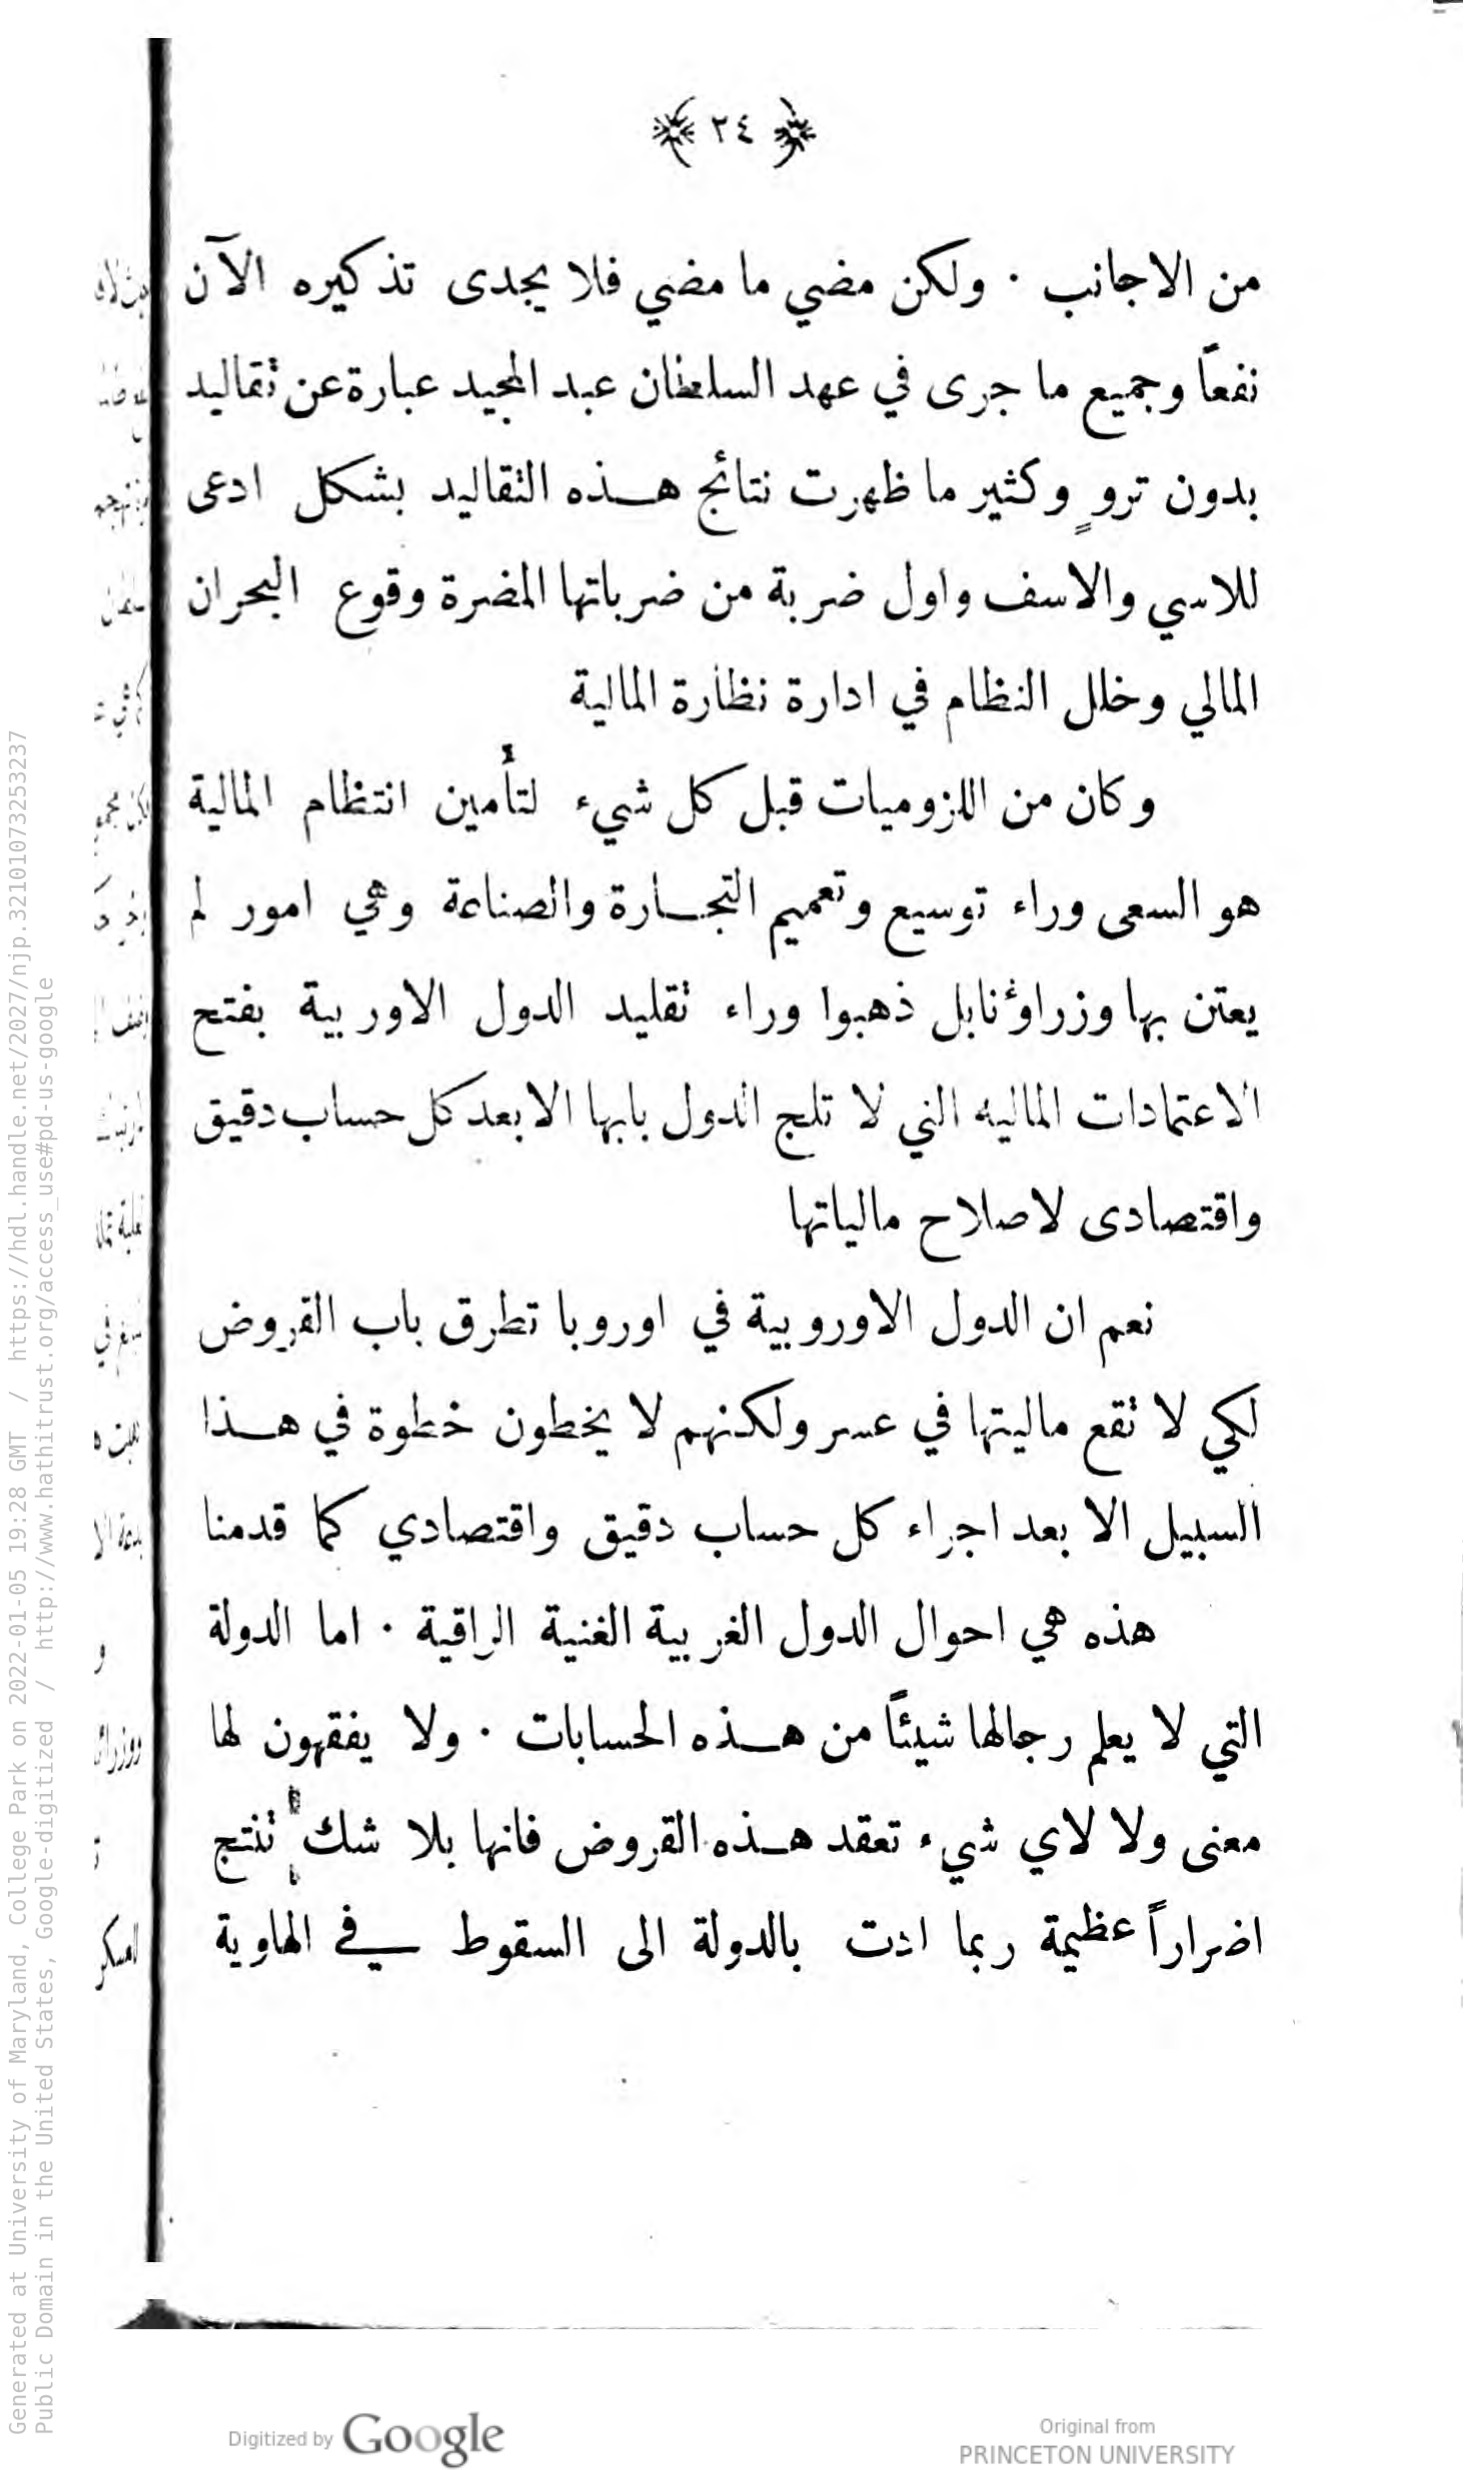 ٢٤
من الاجانب . ولكن مضي ما مضي فلا يجدى تذكيره الآن
نفعاً وجميع ما جرى في عهد السلطان عبد المجيد عبارة عن تقاليد
بدون تروٍ وكثير ما ظهرت نتائج هذه التقاليد بشكل ادعى
للاسي والاسف واول ضربة من ضرباتها المضرة وقوع البحران
المالي وخلل النظام في ادارة نظارة المالية
وكان من اللزوميات قبل كل شيء لتأمين انتظام المالية
هو السعى وراء توسيع وتعميم التجارة والصناعة وهي امور لم
يعتن بها وزراؤنا بل ذهبوا وراء تقليد الدول الاوربية بفتح
الاعتمادات الماليه التي لا تلج الدول بابها الا بعد كل حساب دقيق
واقتصادى لاصلاح مالياتها
نعم ان الدول الاوروبية في اوروبا تطرق باب القروض
لكي لا تقع ماليتها في عسر ولكنهم لا يخطون خطوة في هذا
السبيل الا بعد اجراء كل حساب دقيق واقتصادي كما قدمنا
هذه هي احوال الدول الغربية الغنية الراقية . اما الدولة
التي لا يعلم رجالها شيئاً من هذه الحسابات . ولا يفقهون لها
معنى ولا لاي شيء تعقد هذه القروض فانها بلا شك تنتج
اضراراً عظيمة ربما ادت بالدولة الى السقوط في الهاوية
Generated at University of Maryland, College Park on 2022-01-05 19:28 GMT / https://hdl.handle.net/2027/njp.32101073253237
Public Domain in the United States, Google-digitized / http://www.hathitrust.org/access_use#pd-us-google
Digitized by Google
Original from
PRINCETON UNIVERSITY